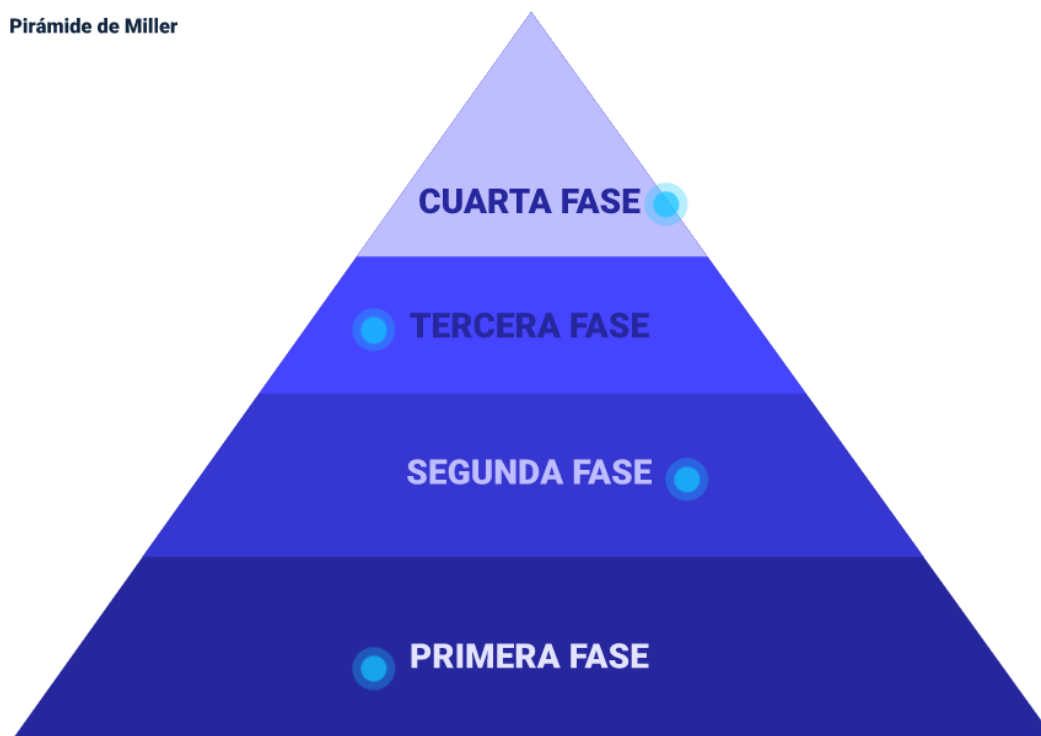 Pirámide de Miller
CUARTA FASE
TERCERA FASE
SEGUNDA FASE
PRIMERA FASE